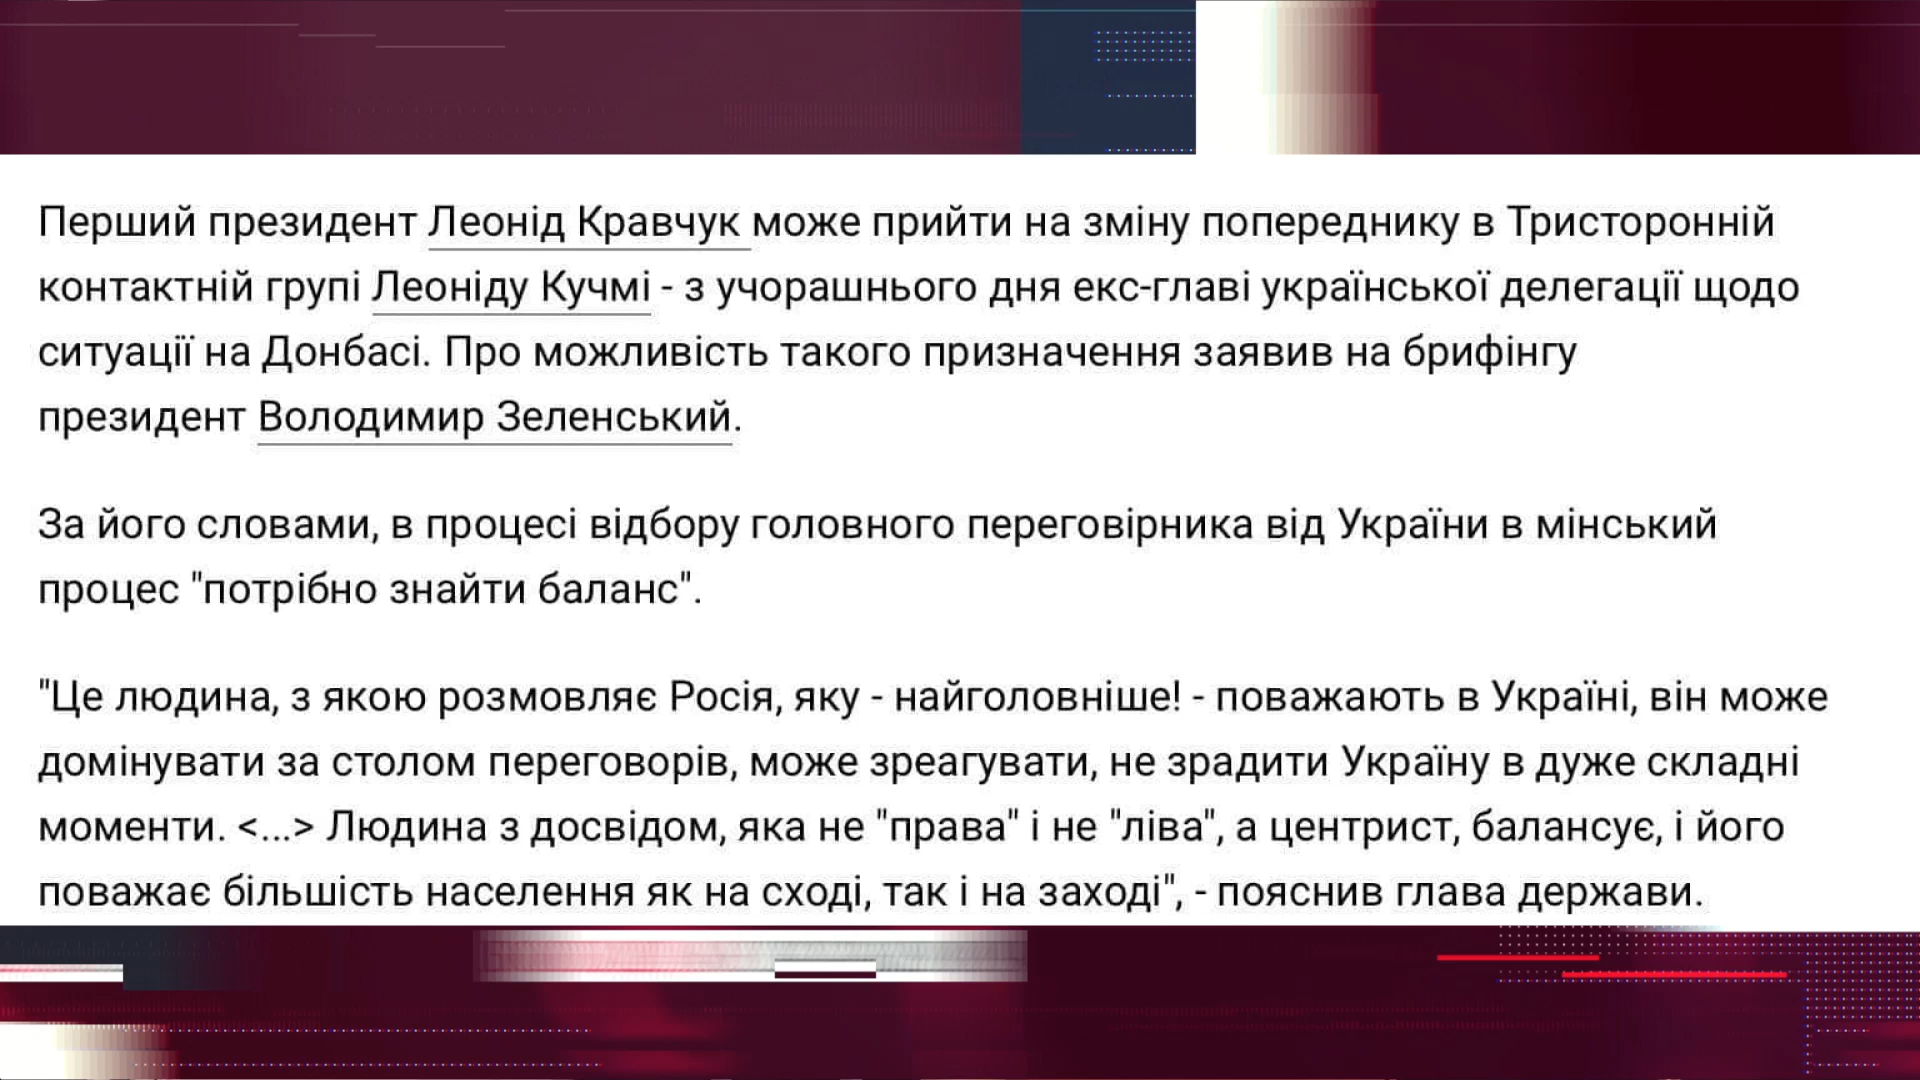 Перший президент Леонід Кравчук може прийти на зміну попереднику в Тристоронній
контактній групі Леоніду Кучмі - з учорашнього дня екс-главі української делегації щодо
ситуації на Донбасі. Про можливість такого призначення заявив на брифінгу
президент Володимир Зеленський.
За його словами, в процесі відбору головного переговірника від України в мінський
процес "потрібно знайти баланс".
"Це людина, з якою розмовляє Росія, яку - найголовніше! - поважають в Україні, він може
домінувати за столом переговорів, може зреагувати, не зрадити Україну в дуже складні
моменти. <...> Людина з досвідом, яка не "права" і не "ліва", а центрист, балансує, і його
поважає більшість населення як на сході, так і на заході", - пояснив глава держави.